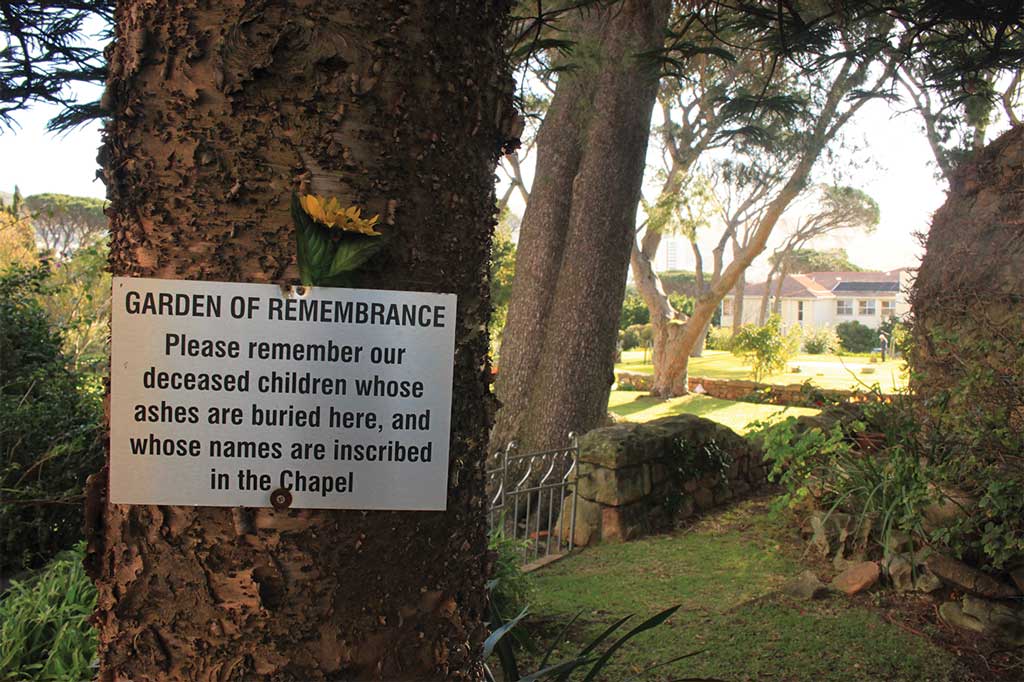 GARDEN OF REMEMBRANCE
Please remember our
deceased children whose
ashes are buried here, and
whose names are inscribed
in the Chapel